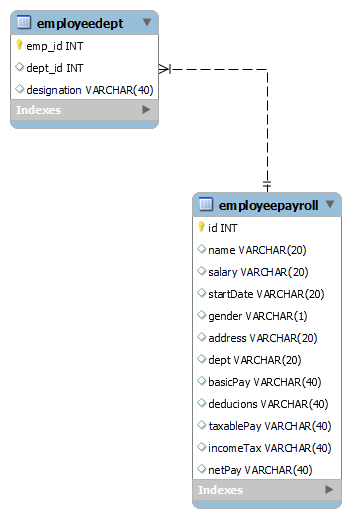 employeedept
emp_id INT
dept_id INT
designation VARCHAR(40)
Indexes
employeepayroll
id INT
name VARCHAR(20)
salary VARCHAR(20)
startDate VARCHAR(20)
gender VARCHAR(1)
address VARCHAR(20)
dept VARCHAR(20)
basicPay VARCHAR(40)
deducions VARCHAR(40)
taxablePay VARCHAR(40)
incomeTax VARCHAR(40)
netPay VARCHAR(40)
Indexes